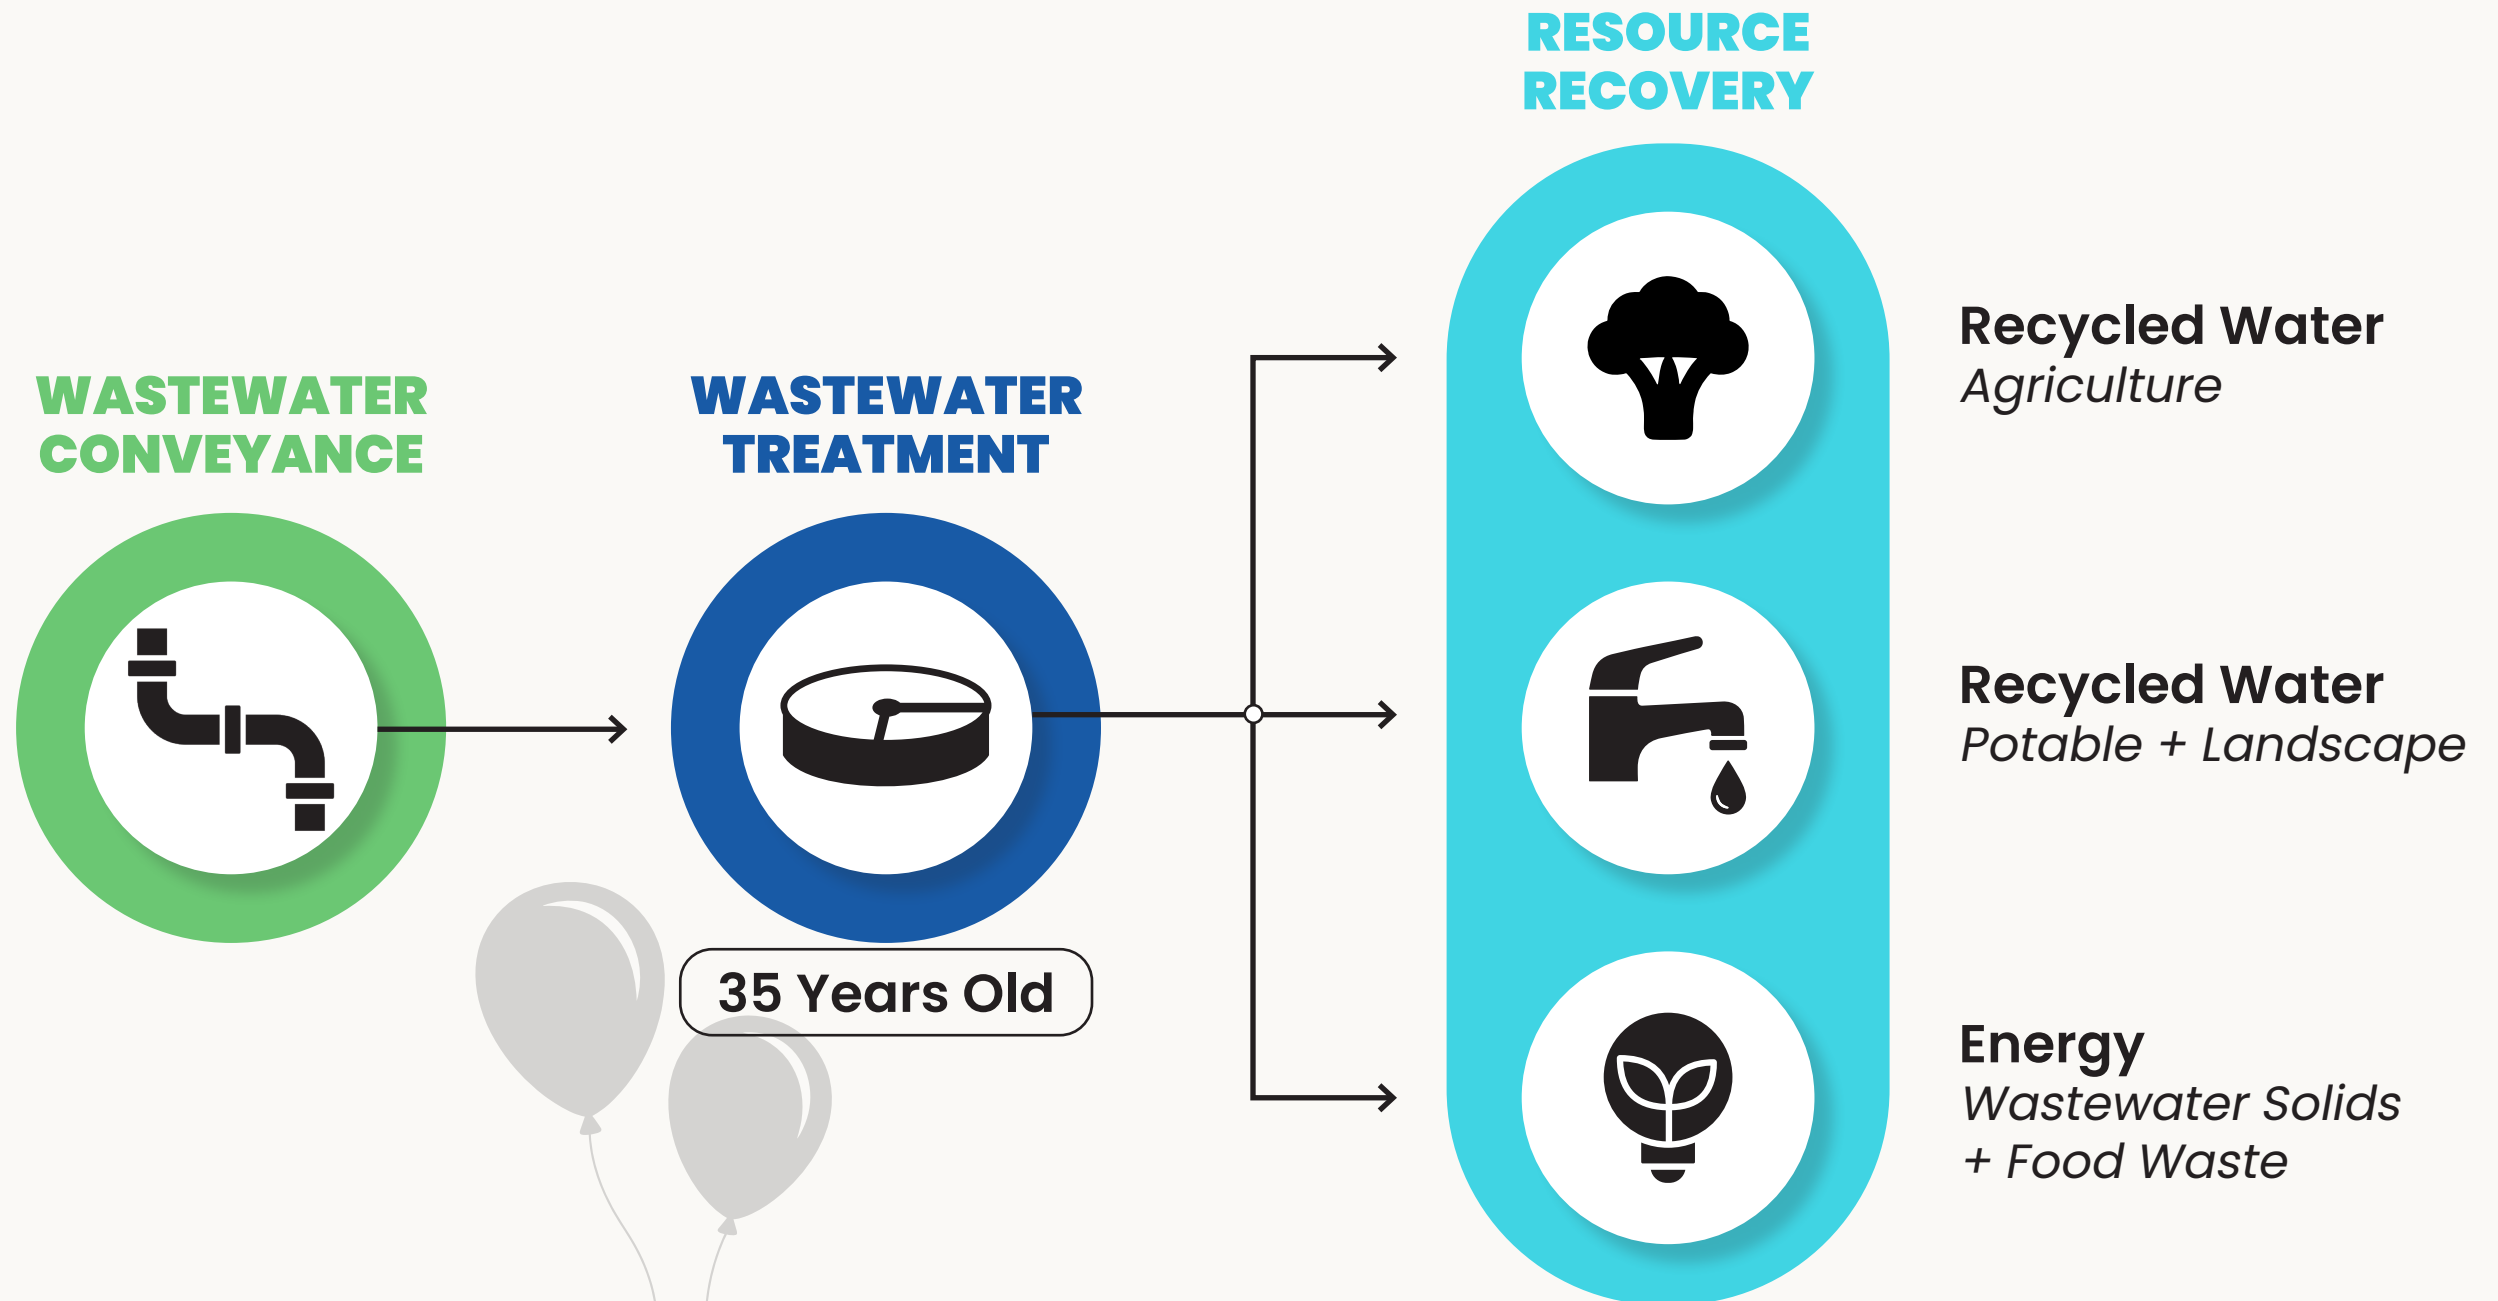 WASTEWATER
CONVEYANCE
WASTEWATER
TREATMENT
35 Years Old
RESOURCE
RECOVERY
Recycled Water
Agriculture
Recycled Water
Potable + Landscape
Energy
Wastewater Solids
+ Food Waste